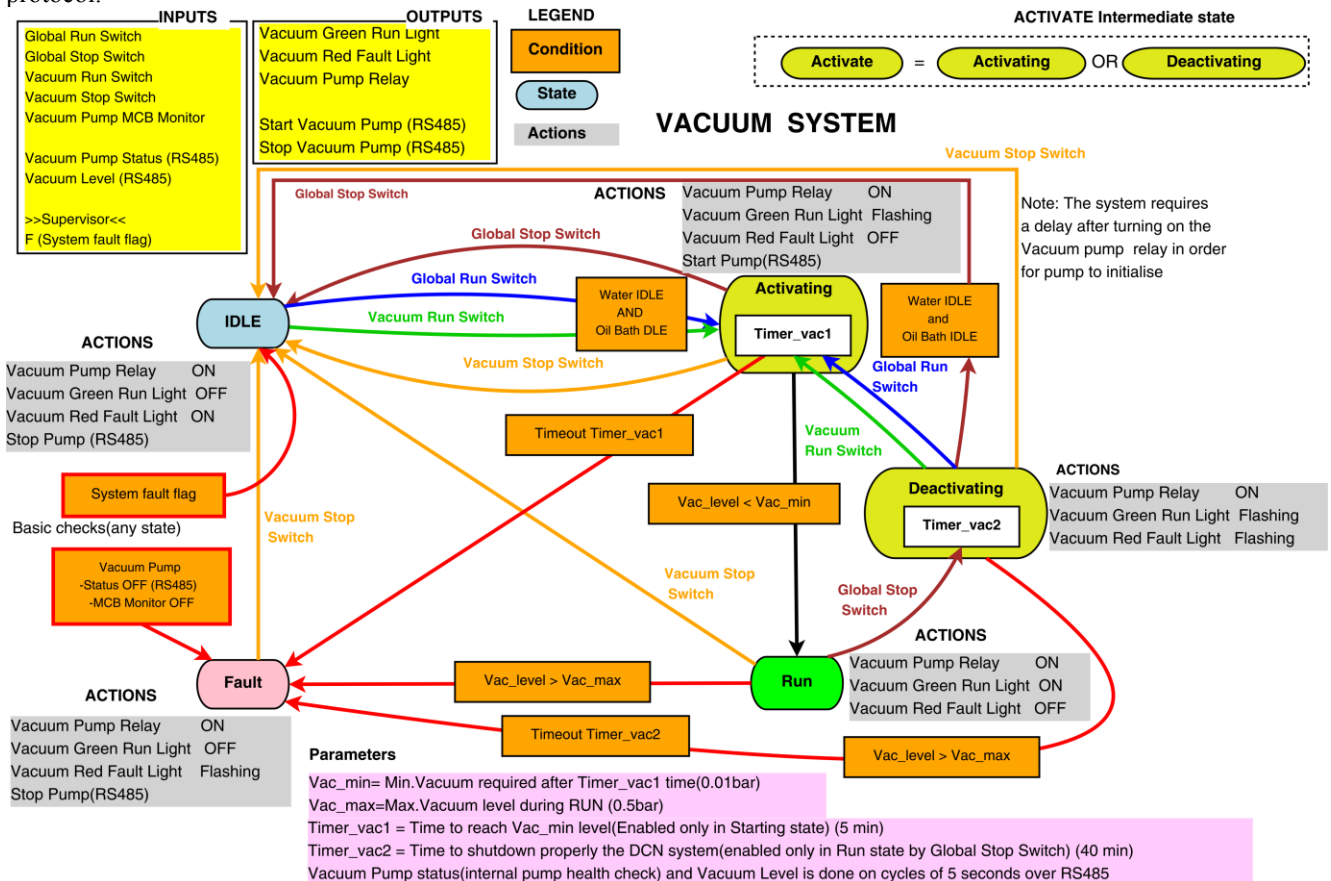 protocol.
INPUTS
Global Run Switch
Global Stop Switch
Vacuum Run Switch
Vacuum Stop Switch
Vacuum Pump MCB Monitor
Vacuum Pump Status (RS485)
Vacuum Level (RS485)
>>Supervisor<<
F (System fault flag)
OUTPUTS
Vacuum Green Run Light
Vacuum Red Fault Light
Vacuum Pump Relay
Start Vacuum Pump (RS485)
Stop Vacuum Pump (RS485)
LEGEND
Condition
State
Actions
ACTIVATE Intermediate state
Activate = Activating OR Deactivating
VACUUM SYSTEM
Vacuum Stop Switch
Global Stop Switch
ACTIONS
Vacuum Pump Relay ON
Vacuum Green Run Light Flashing
Vacuum Red Fault Light OFF
Start Pump(RS485)
Note: The system requires
a delay after turning on the
Vacuum pump relay in order
for pump to initialise
Global Stop Switch
Global Run Switch
Vacuum Run Switch
Vacuum Stop Switch
Water IDLE
AND
Oil Bath DLE
Activating
Timer_vac1
Water IDLE
and
Oil Bath IDLE
IDLE
ACTIONS
Vacuum Pump Relay ON
Vacuum Green Run Light OFF
Vacuum Red Fault Light ON
Stop Pump (RS485)
Global Run
Switch
Vacuum
Run Switch
Timeout Timer_vac1
System fault flag
Basic checks(any state)
Vacuum Pump
-Status OFF (RS485)
-MCB Monitor OFF
Vacuum Stop
Switch
Vac_level < Vac_min
Vacuum Stop
Switch
Deactivating
Timer_vac2
ACTIONS
Vacuum Pump Relay ON
Vacuum Green Run Light Flashing
Vacuum Red Fault Light Flashing
Global Stop
Switch
Fault
Vac_level > Vac_max
Run
ACTIONS
Vacuum Pump Relay ON
Vacuum Green Run Light ON
Vacuum Red Fault Light OFF
ACTIONS
Vacuum Pump Relay ON
Vacuum Green Run Light OFF
Vacuum Red Fault Light Flashing
Stop Pump(RS485)
Timeout Timer_vac2
Vac_level > Vac_max
Parameters
Vac_min= Min.Vacuum required after Timer_vac1 time(0.01bar)
Vac_max=Max.Vacuum level during RUN (0.5bar)
Timer_vac1 = Time to reach Vac_min level(Enabled only in Starting state) (5 min)
Timer_vac2 = Time to shutdown properly the DCN system(enabled only in Run state by Global Stop Switch) (40 min)
Vacuum Pump status(internal pump health check) and Vacuum Level is done on cycles of 5 seconds over RS485